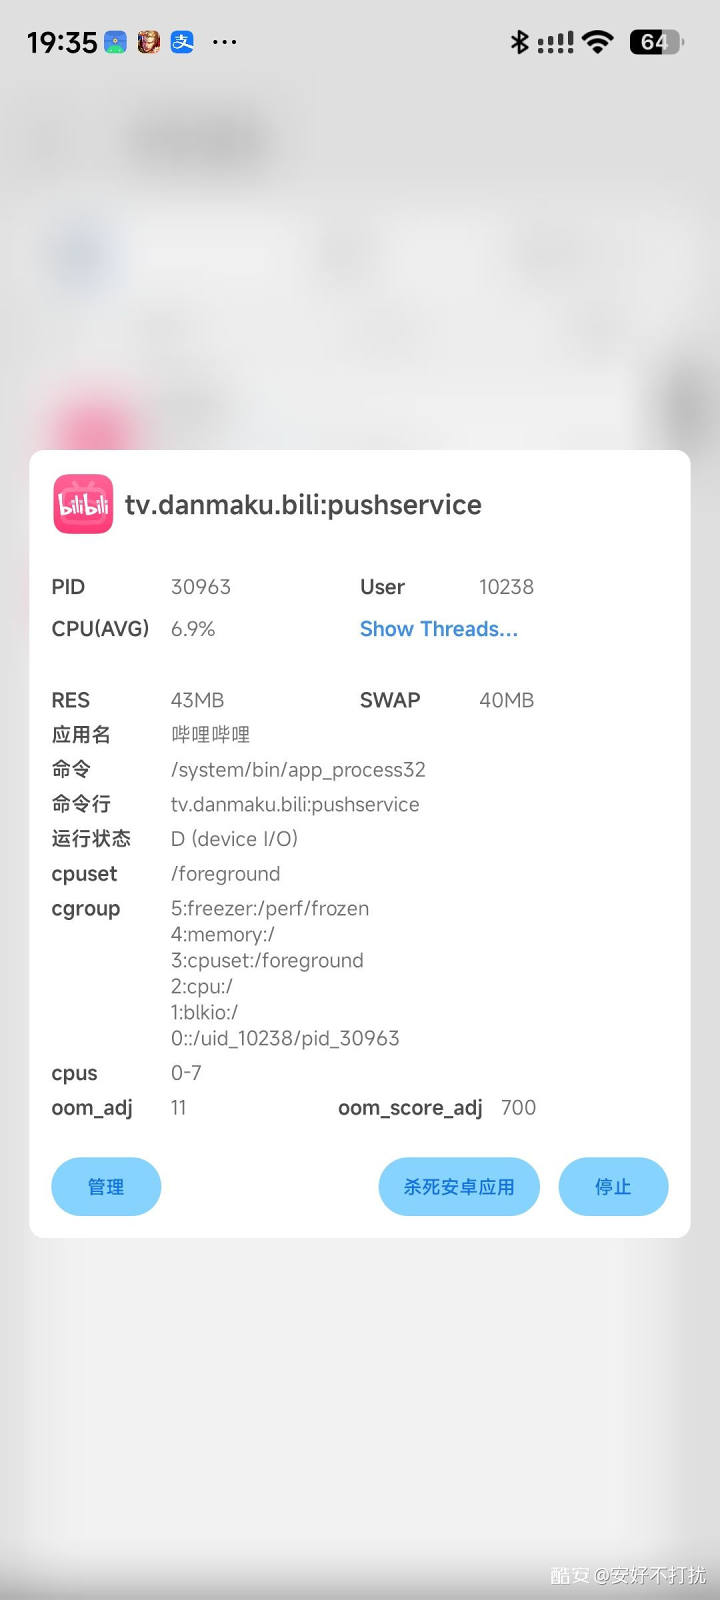 19:35 支 ... 64
bilibili tv.danmaku.bili:pushservice
PID 30963 User 10238
CPU(AVG) 6.9% Show Threads...
RES 43MB SWAP 40MB
应用名 哔哩哔哩
命令 /system/bin/app_process32
命令行 tv.danmaku.bili:pushservice
运行状态 D (device I/O)
cpuset /foreground
cgroup 5:freezer:/perf/frozen
4:memory:/
3:cpuset:/foreground
2:cpu:/
1:blkio:/
0::/uid_10238/pid_30963
cpus 0-7
oom_adj 11 oom_score_adj 700
管理 杀死安卓应用 停止
酷安 @安好不打扰